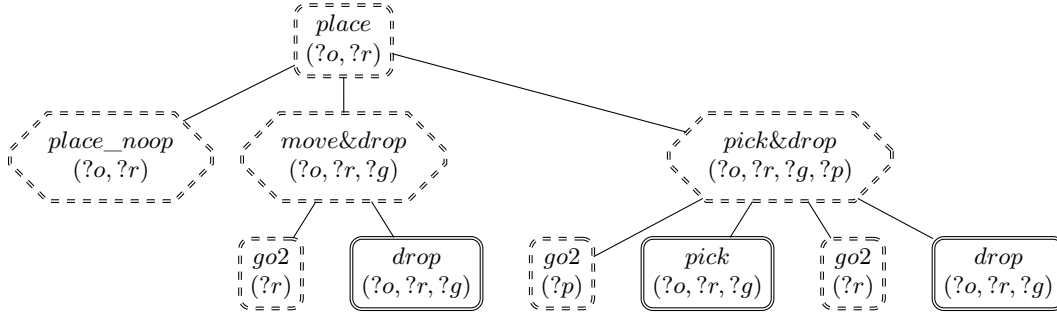 place
(?o, ?r)
place_noop
(?o, ?r)
move&drop
(?o, ?r, ?g)
pick&drop
(?o, ?r, ?g, ?p)
go2
(?r)
drop
(?o, ?r, ?g)
go2
(?p)
pick
(?o, ?r, ?g)
go2
(?r)
drop
(?o, ?r, ?g)